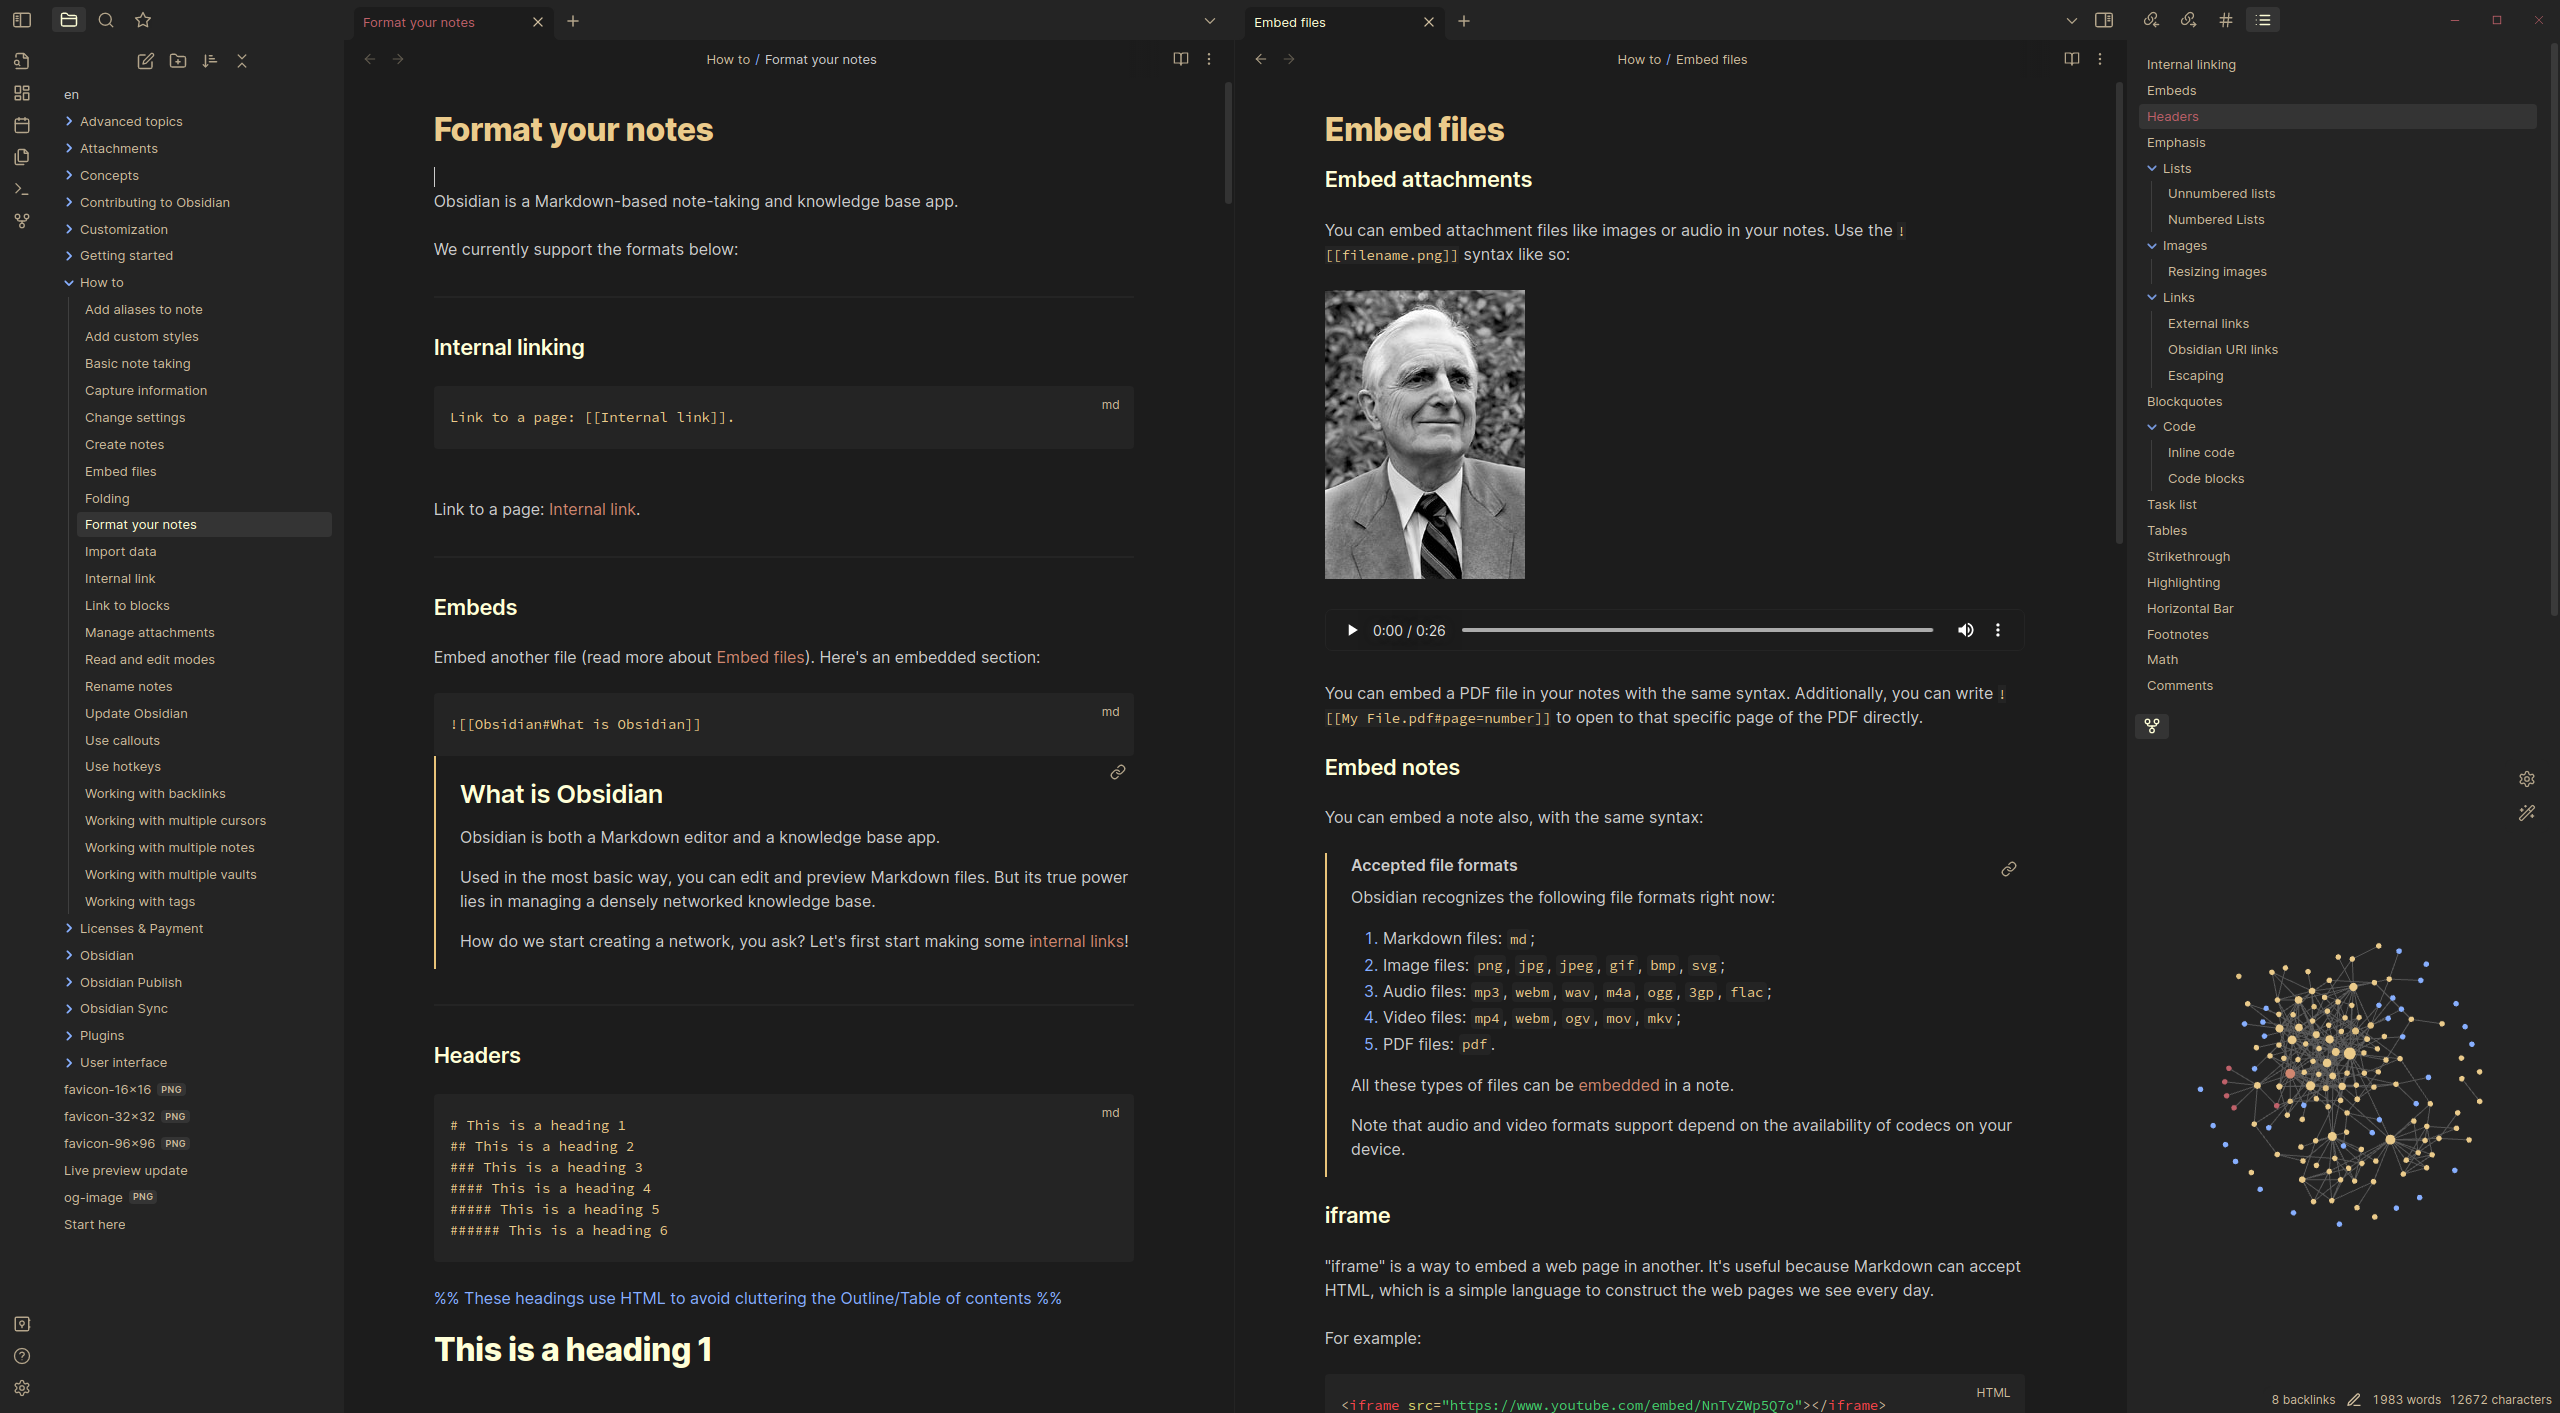 en
Advanced topics
Attachments
Concepts
Contributing to Obsidian
Customization
Getting started
How to
Add aliases to note
Add custom styles
Basic note taking
Capture information
Change settings
Create notes
Embed files
Folding
Format your notes
Import data
Internal link
Link to blocks
Manage attachments
Read and edit modes
Rename notes
Update Obsidian
Use callouts
Use hotkeys
Working with backlinks
Working with multiple cursors
Working with multiple notes
Working with multiple vaults
Working with tags
Licenses & Payment
Obsidian
Obsidian Publish
Obsidian Sync
Plugins
User interface
favicon-16×16 PNG
favicon-32×32 PNG
favicon-96×96 PNG
Live preview update
og-image PNG
Start here
Format your notes
How to / Format your notes
Format your notes
Obsidian is a Markdown-based note-taking and knowledge base app.
We currently support the formats below:
Internal linking
md
Link to a page: [[Internal link]].
Link to a page: Internal link.
Embeds
Embed another file (read more about Embed files). Here's an embedded section:
md
![[Obsidian#What is Obsidian]]
What is Obsidian
Obsidian is both a Markdown editor and a knowledge base app.
Used in the most basic way, you can edit and preview Markdown files. But its true power
lies in managing a densely networked knowledge base.
How do we start creating a network, you ask? Let's first start making some internal links!
Headers
md
# This is a heading 1
## This is a heading 2
### This is a heading 3
#### This is a heading 4
##### This is a heading 5
###### This is a heading 6
%% These headings use HTML to avoid cluttering the Outline/Table of contents %%
This is a heading 1
Embed files
How to / Embed files
Embed files
Embed attachments
You can embed attachment files like images or audio in your notes. Use the !
[[filename.png]] syntax like so:
0:00 / 0:26
You can embed a PDF file in your notes with the same syntax. Additionally, you can write !
[[My File.pdf#page=number]] to open to that specific page of the PDF directly.
Embed notes
You can embed a note also, with the same syntax:
Accepted file formats
Obsidian recognizes the following file formats right now:
1. Markdown files: md;
2. Image files: png, jpg, jpeg, gif, bmp, svg;
3. Audio files: mp3, webm, wav, m4a, ogg, 3gp, flac;
4. Video files: mp4, webm, ogv, mov, mkv;
5. PDF files: pdf.
All these types of files can be embedded in a note.
Note that audio and video formats support depend on the availability of codecs on your
device.
iframe
"iframe" is a way to embed a web page in another. It's useful because Markdown can accept
HTML, which is a simple language to construct the web pages we see every day.
For example:
HTML
<iframe src="https://www.youtube.com/embed/NnTvZWp5Q7o"></iframe>
Internal linking
Embeds
Headers
Emphasis
Lists
Unnumbered lists
Numbered Lists
Images
Resizing images
Links
External links
Obsidian URI links
Escaping
Blockquotes
Code
Inline code
Code blocks
Task list
Tables
Strikethrough
Highlighting
Horizontal Bar
Footnotes
Math
Comments
8 backlinks 1983 words 12672 characters